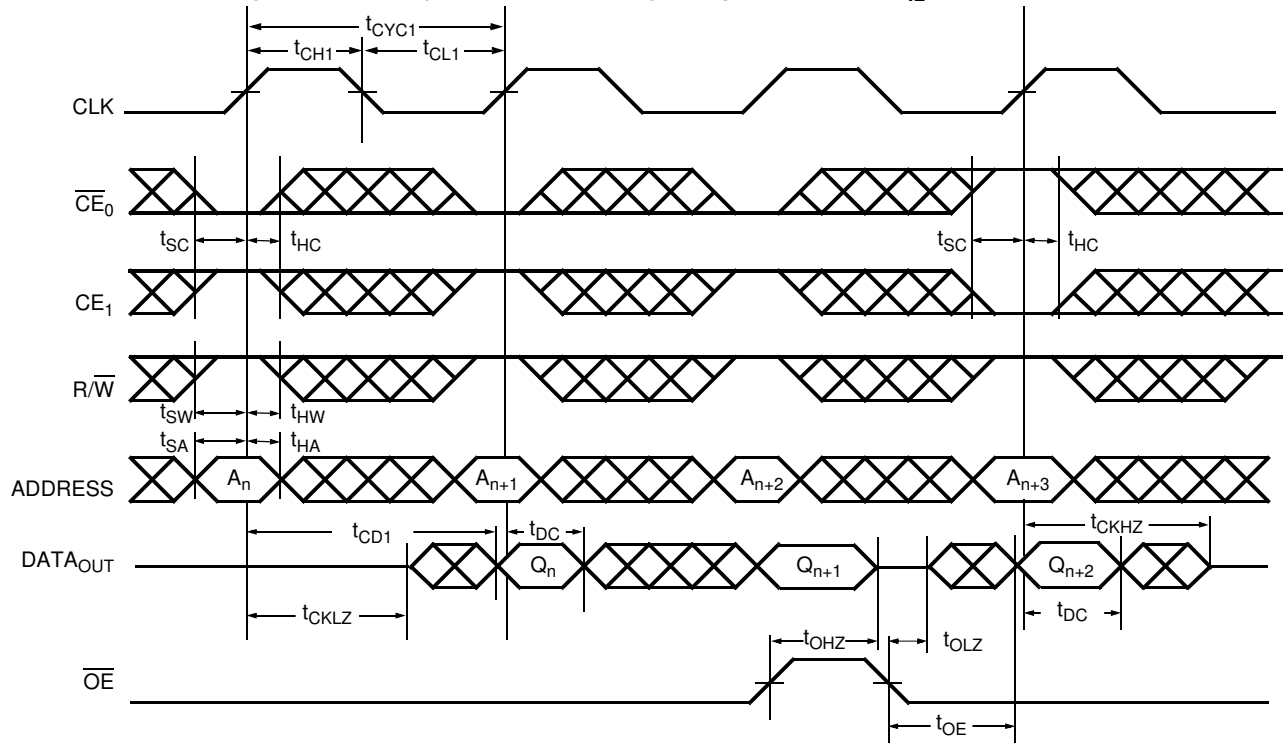 tCYC1
tCH1
tCL1
CLK
CE0
tSC
tHC
tSC
tHC
CE1
R/W
tSW
tHW
tSA
tHA
ADDRESS
An
An+1
An+2
An+3
tCD1
tDC
tCKHZ
DATAOUT
Qn
Qn+1
Qn+2
tCKLZ
tDC
tOHZ
tOLZ
OE
tOE